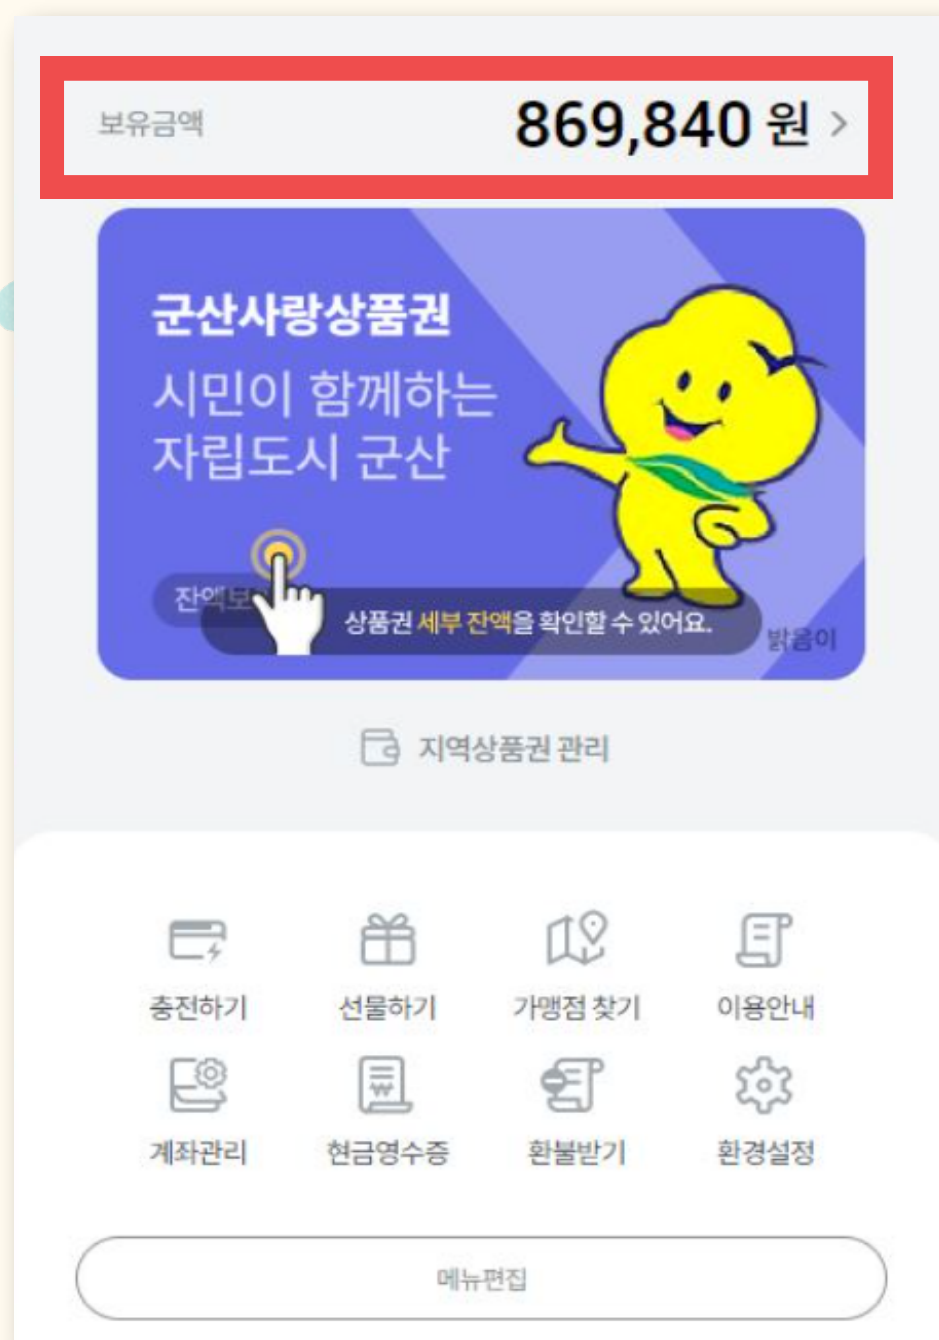 보유금액 869,840 원 >
군산사랑상품권
시민이 함께하는
자립도시 군산
잔액보
상품권 세부 잔액을 확인할 수 있어요.
밝음이
지역상품권 관리
충전하기 선물하기 가맹점 찾기 이용안내
계좌관리 현금영수증 환불받기 환경설정
메뉴편집